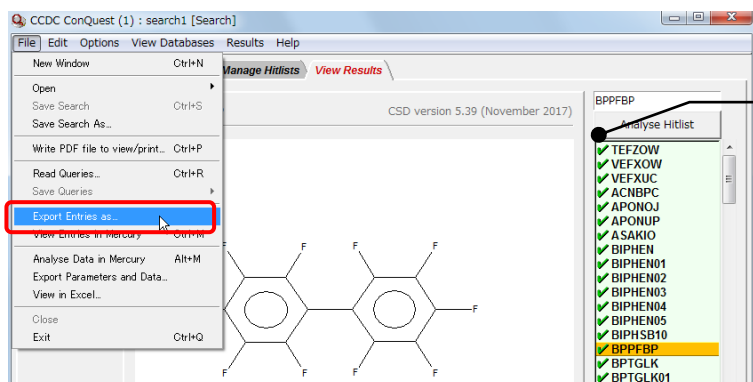 CCDC ConQuest (1) : search1 [Search]
File Edit Options View Databases Results Help
New Window Ctrl+N
Open
Save Search Ctrl+S
Save Search As...
Write PDF file to view/print... Ctrl+P
Read Queries... Ctrl+R
Save Queries
Export Entries as...
View Entries in Mercury Ctrl+M
Analyse Data in Mercury Alt+M
Export Parameters and Data...
View in Excel...
Close
Exit Ctrl+Q
Manage Hitlists View Results
CSD version 5.39 (November 2017)
F F F
F
F F F F
BPPFBP
Analyse Hitlist
TEFZOW
VEFXOW
VEFXUC
ACNBPC
APONOJ
APONUP
ASAKIO
BIPHEN
BIPHEN01
BIPHEN02
BIPHEN03
BIPHEN04
BIPHEN05
BIPHSB10
BPPFBP
BPTGLK
BPTGLK01